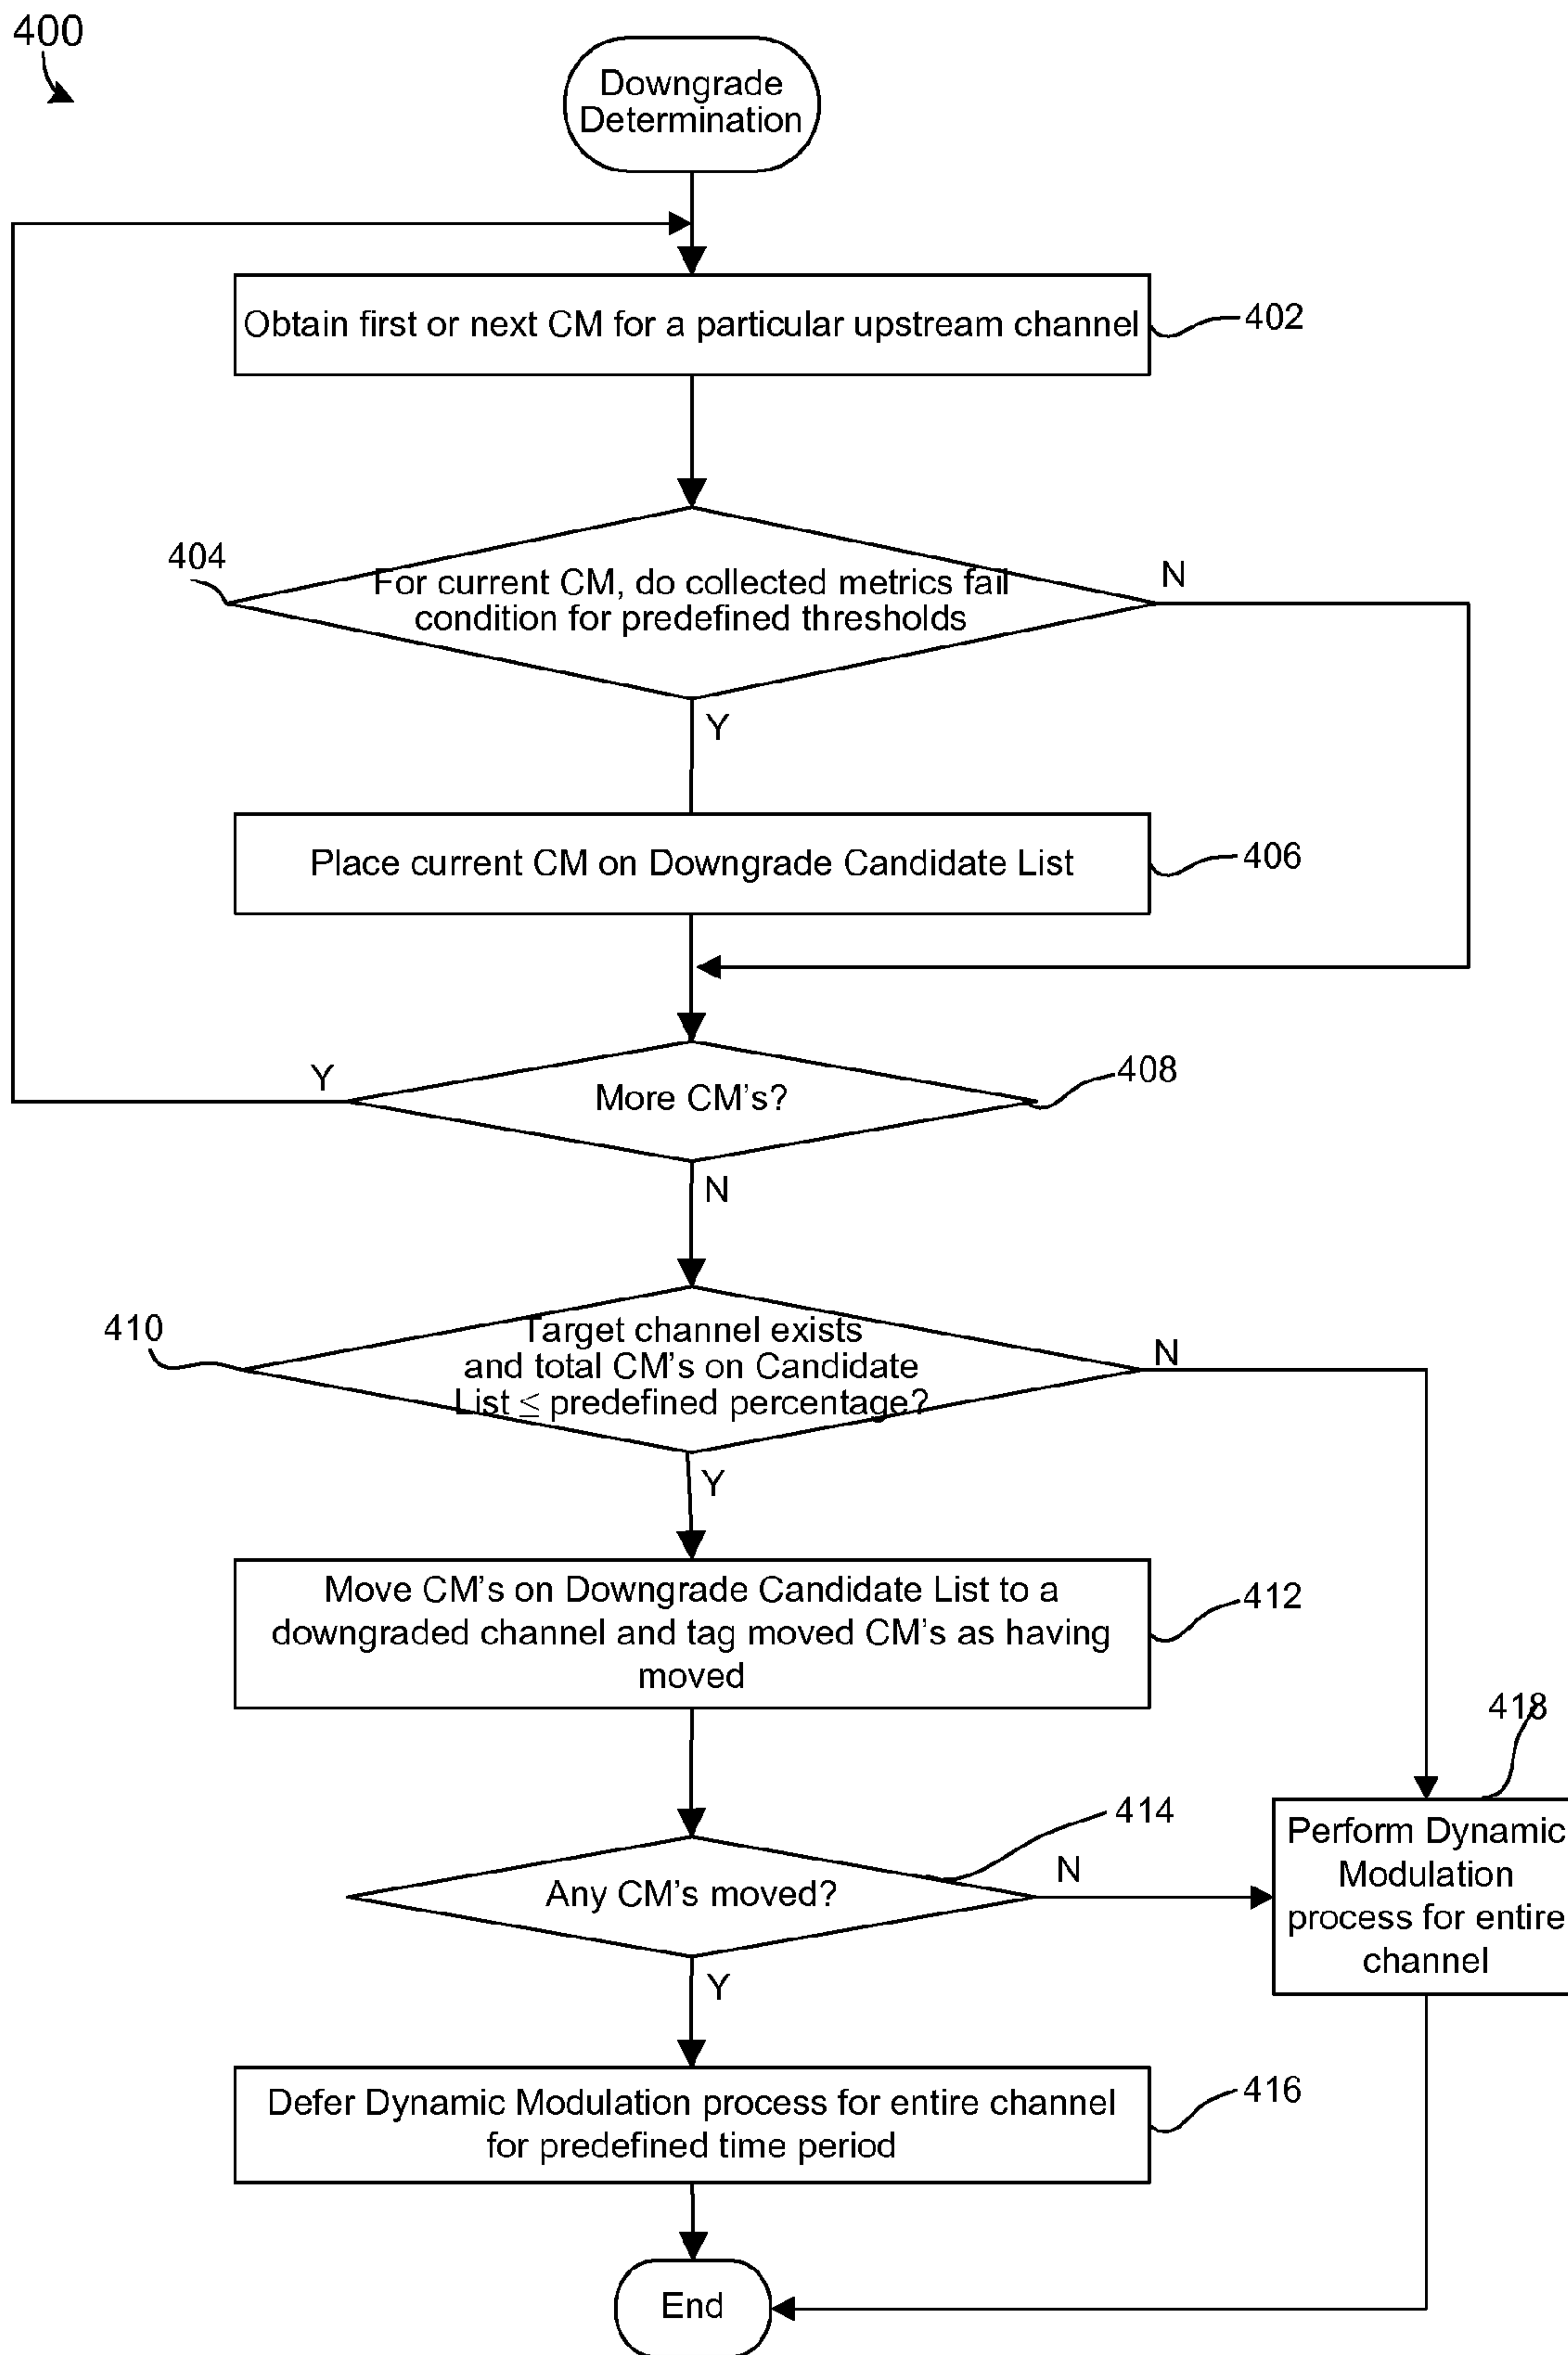 400
Downgrade
Determination
Obtain first or next CM for a particular upstream channel
402
404
For current CM, do collected metrics fail
condition for predefined thresholds
N
Y
Place current CM on Downgrade Candidate List
406
Y
More CM's?
408
N
410
Target channel exists
and total CM's on Candidate
List ≤ predefined percentage?
N
Y
Move CM's on Downgrade Candidate List to a
downgraded channel and tag moved CM's as having
moved
412
418
414
Any CM's moved?
N
Perform Dynamic
Modulation
process for entire
channel
Y
Defer Dynamic Modulation process for entire channel
for predefined time period
416
End